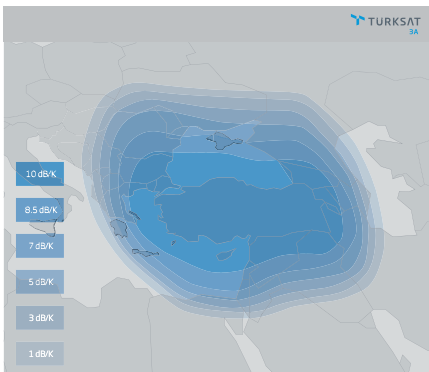 TURKSAT
3A
10 dB/K
8.5 dB/K
7 dB/K
5 dB/K
3 dB/K
1 dB/K